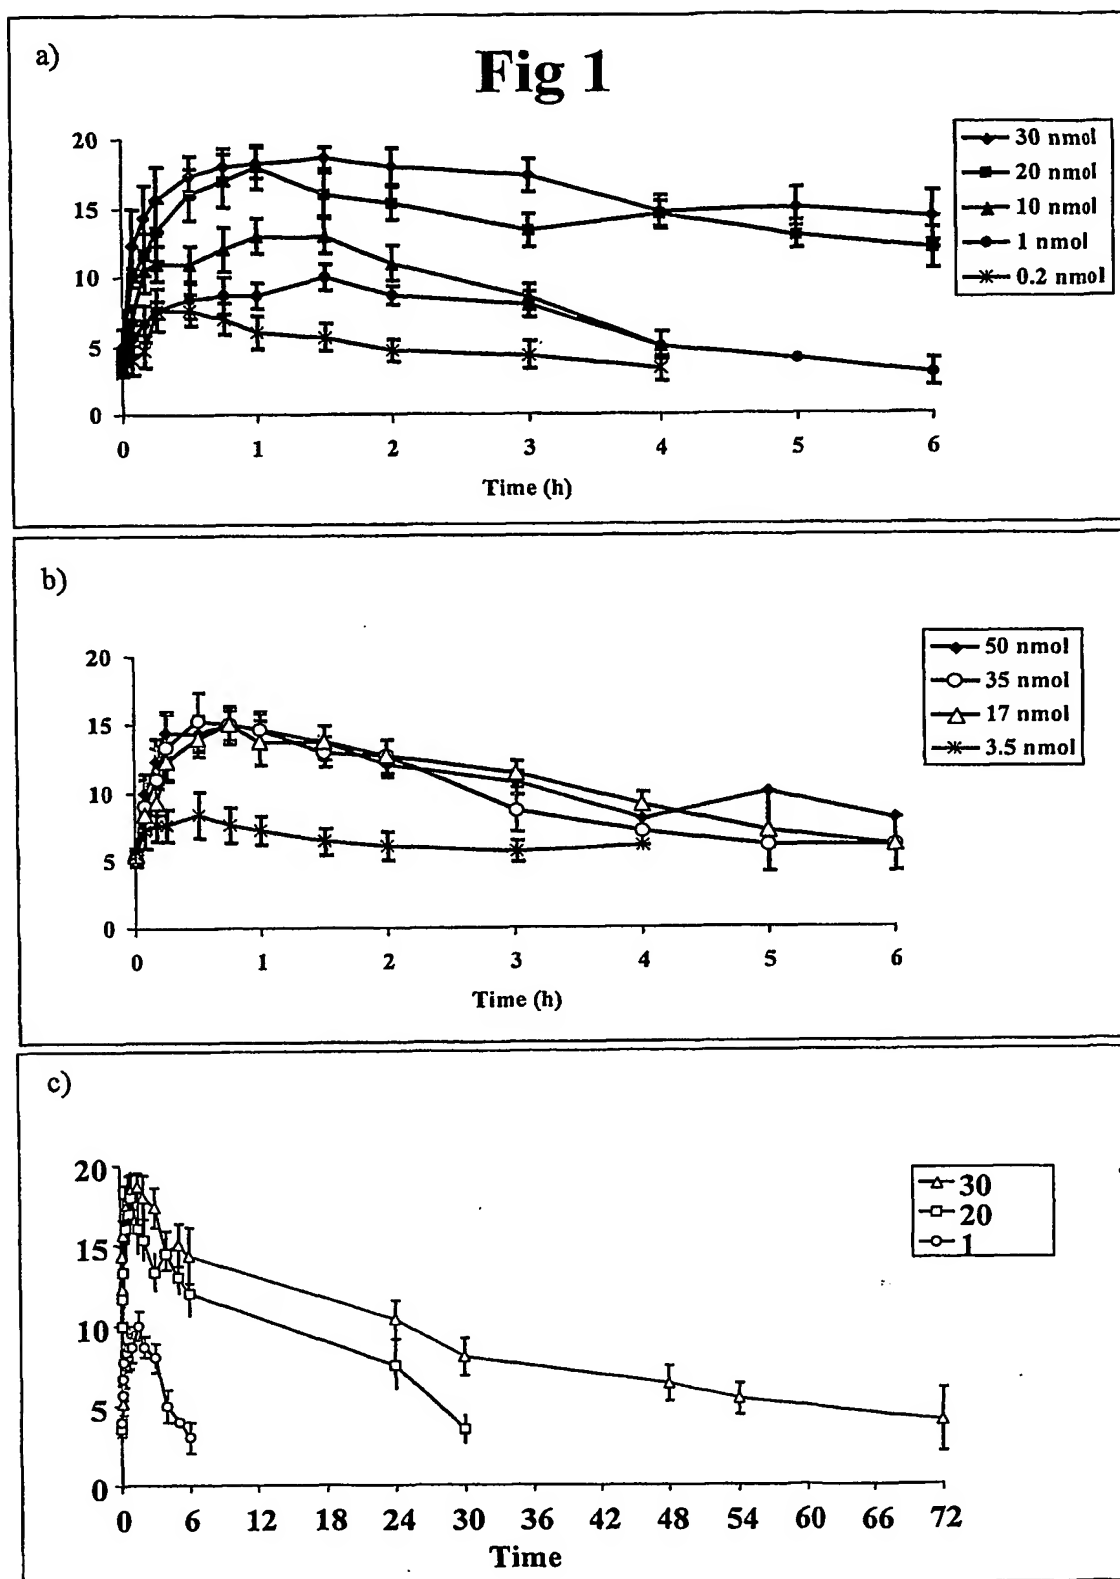 a)
Fig 1
30 nmol
20 nmol
10 nmol
1 nmol
0.2 nmol
20
15
10
5
0
0 1 2 3 4 5 6
Time (h)
b)
50 nmol
35 nmol
17 nmol
3.5 nmol
20
15
10
5
0
0 1 2 3 4 5 6
Time (h)
c)
30
20
1
20
15
10
5
0
0 6 12 18 24 30 36 42 48 54 60 66 72
Time